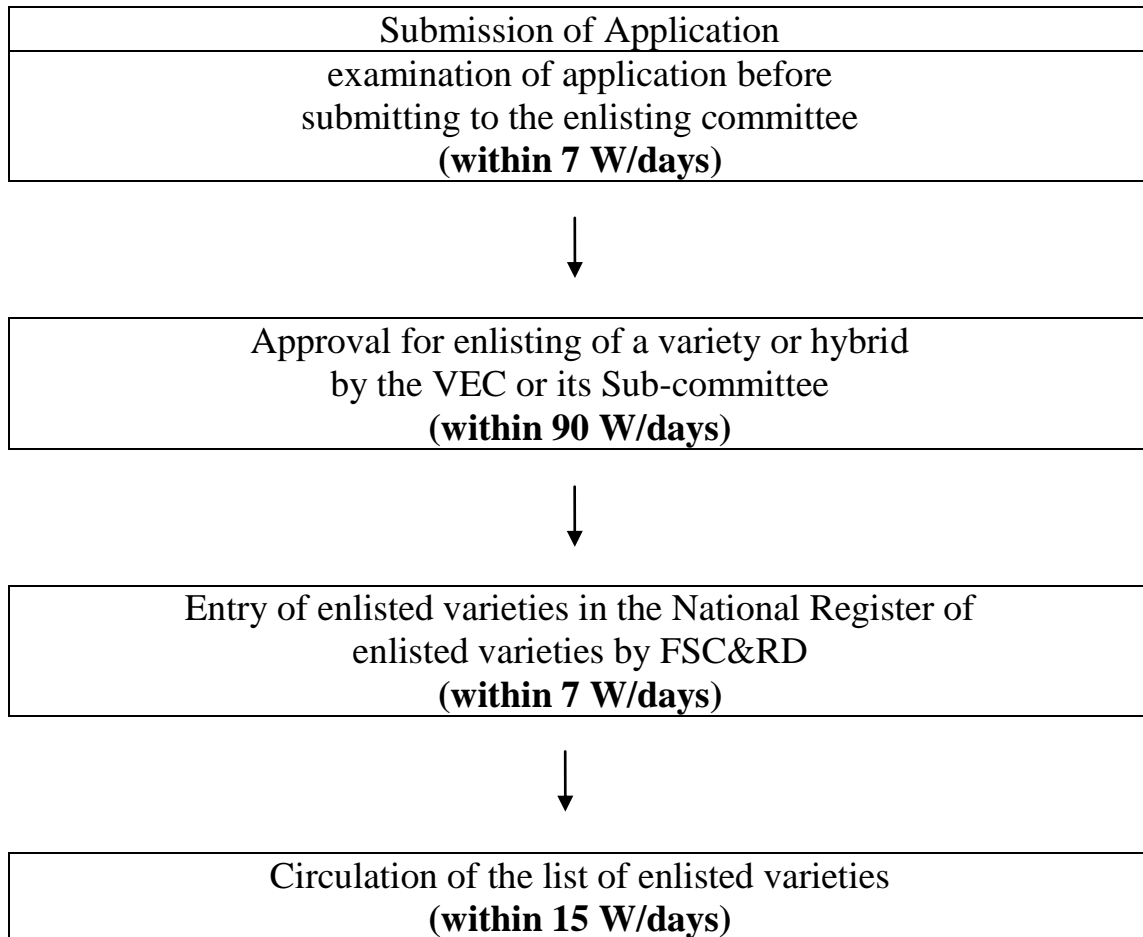 Submission of Application
examination of application before
submitting to the enlisting committee
(within 7 W/days)
Approval for enlisting of a variety or hybrid
by the VEC or its Sub-committee
(within 90 W/days)
Entry of enlisted varieties in the National Register of
enlisted varieties by FSC&RD
(within 7 W/days)
Circulation of the list of enlisted varieties
(within 15 W/days)